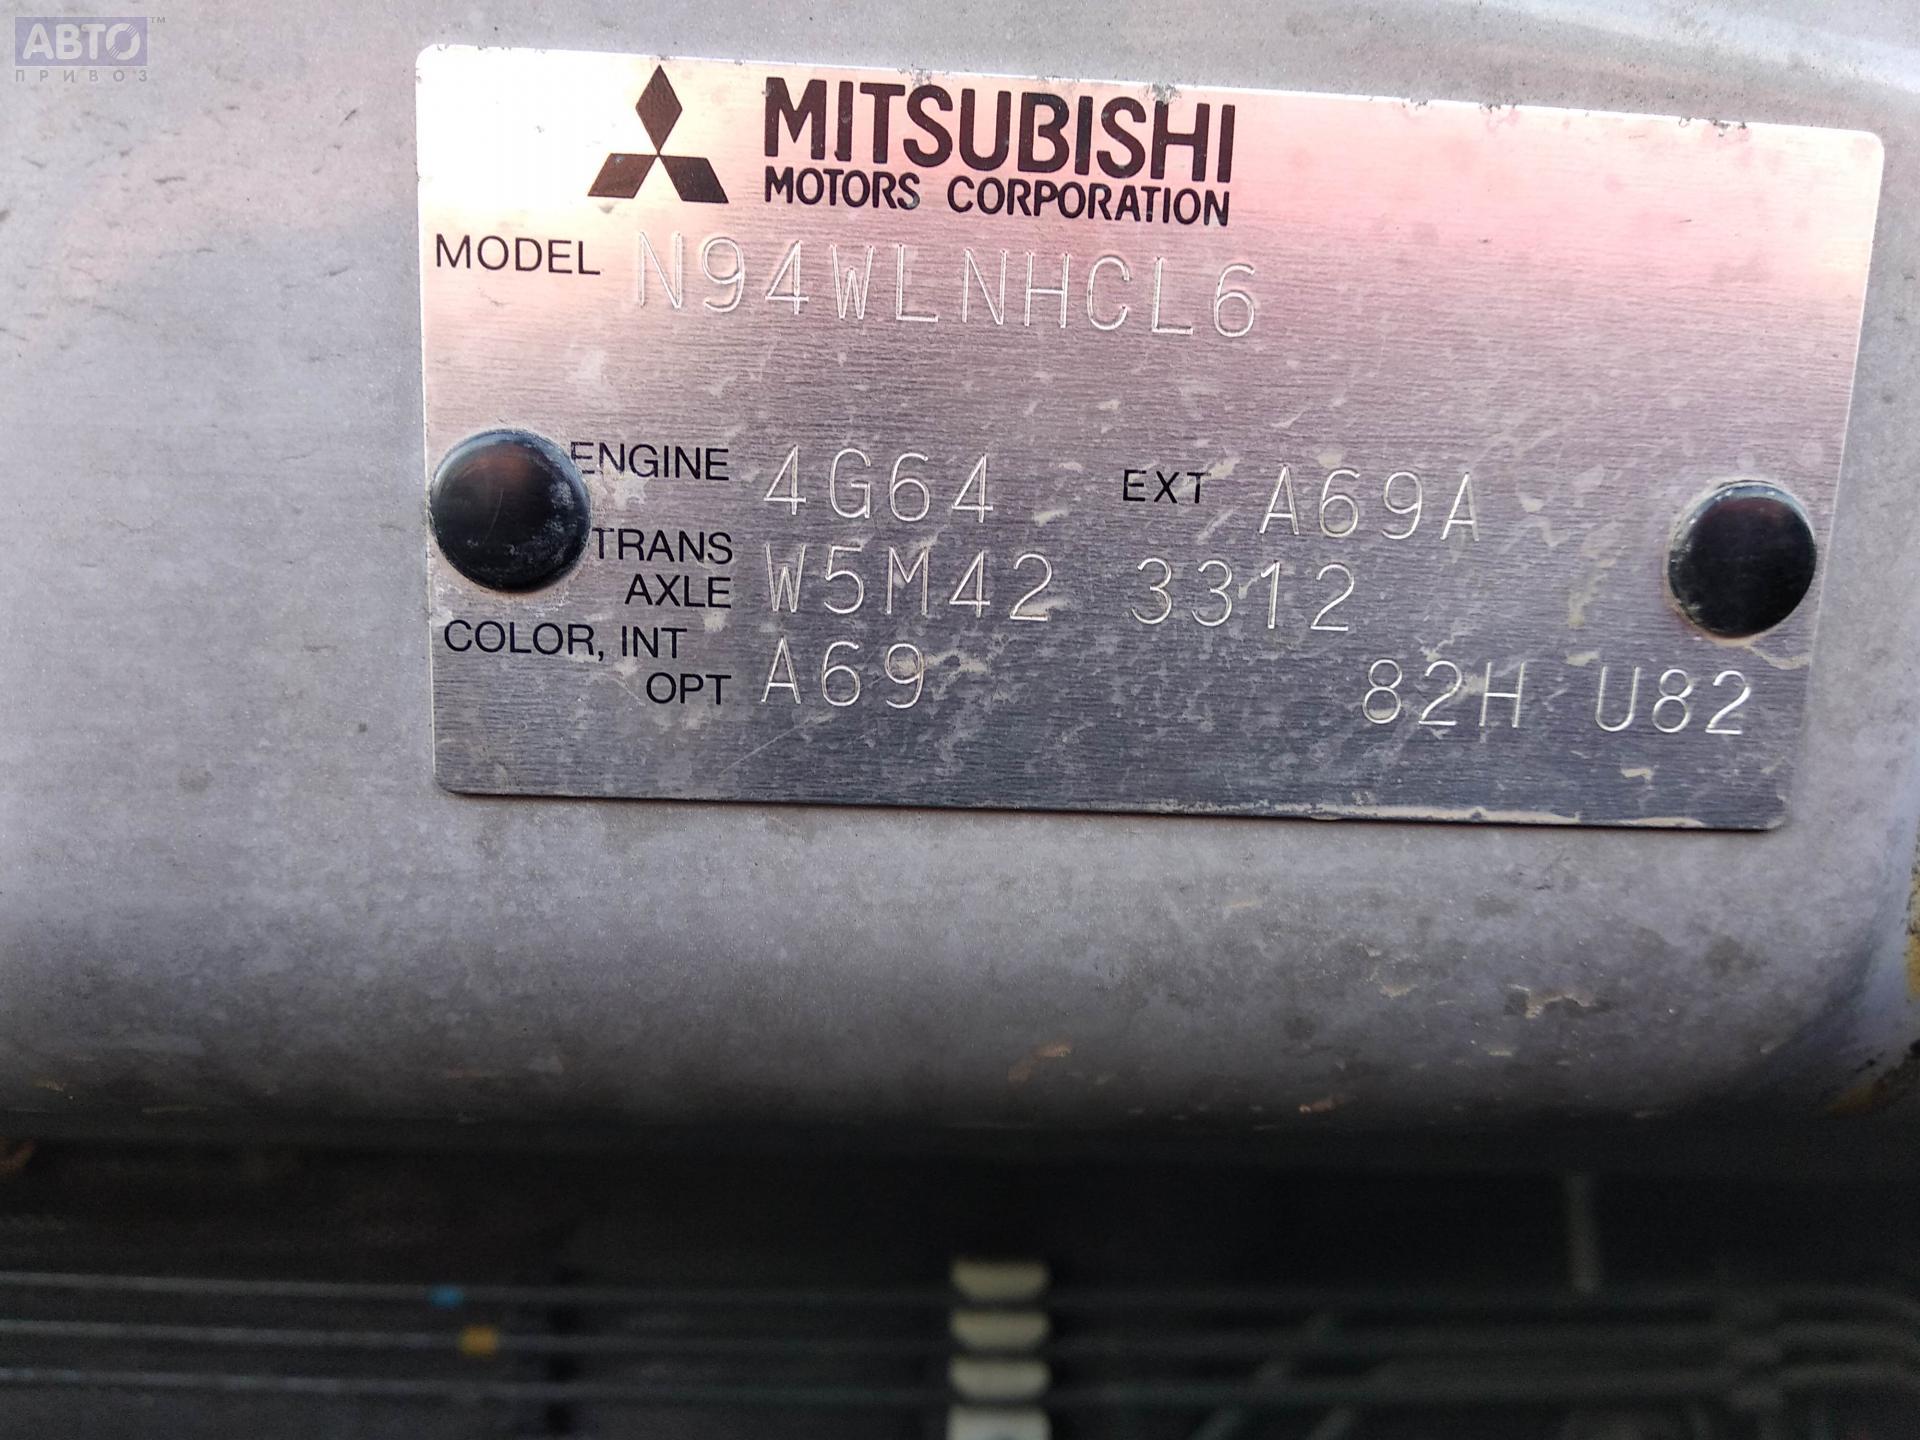 АВТО™
ПРИВОЗ
MITSUBISHI
MOTORS CORPORATION
MODEL N94WLNHCL6
ENGINE 4G64 EXT A69A
TRANS
AXLE W5M42 3312
COLOR, INT
OPT A69 82H U82